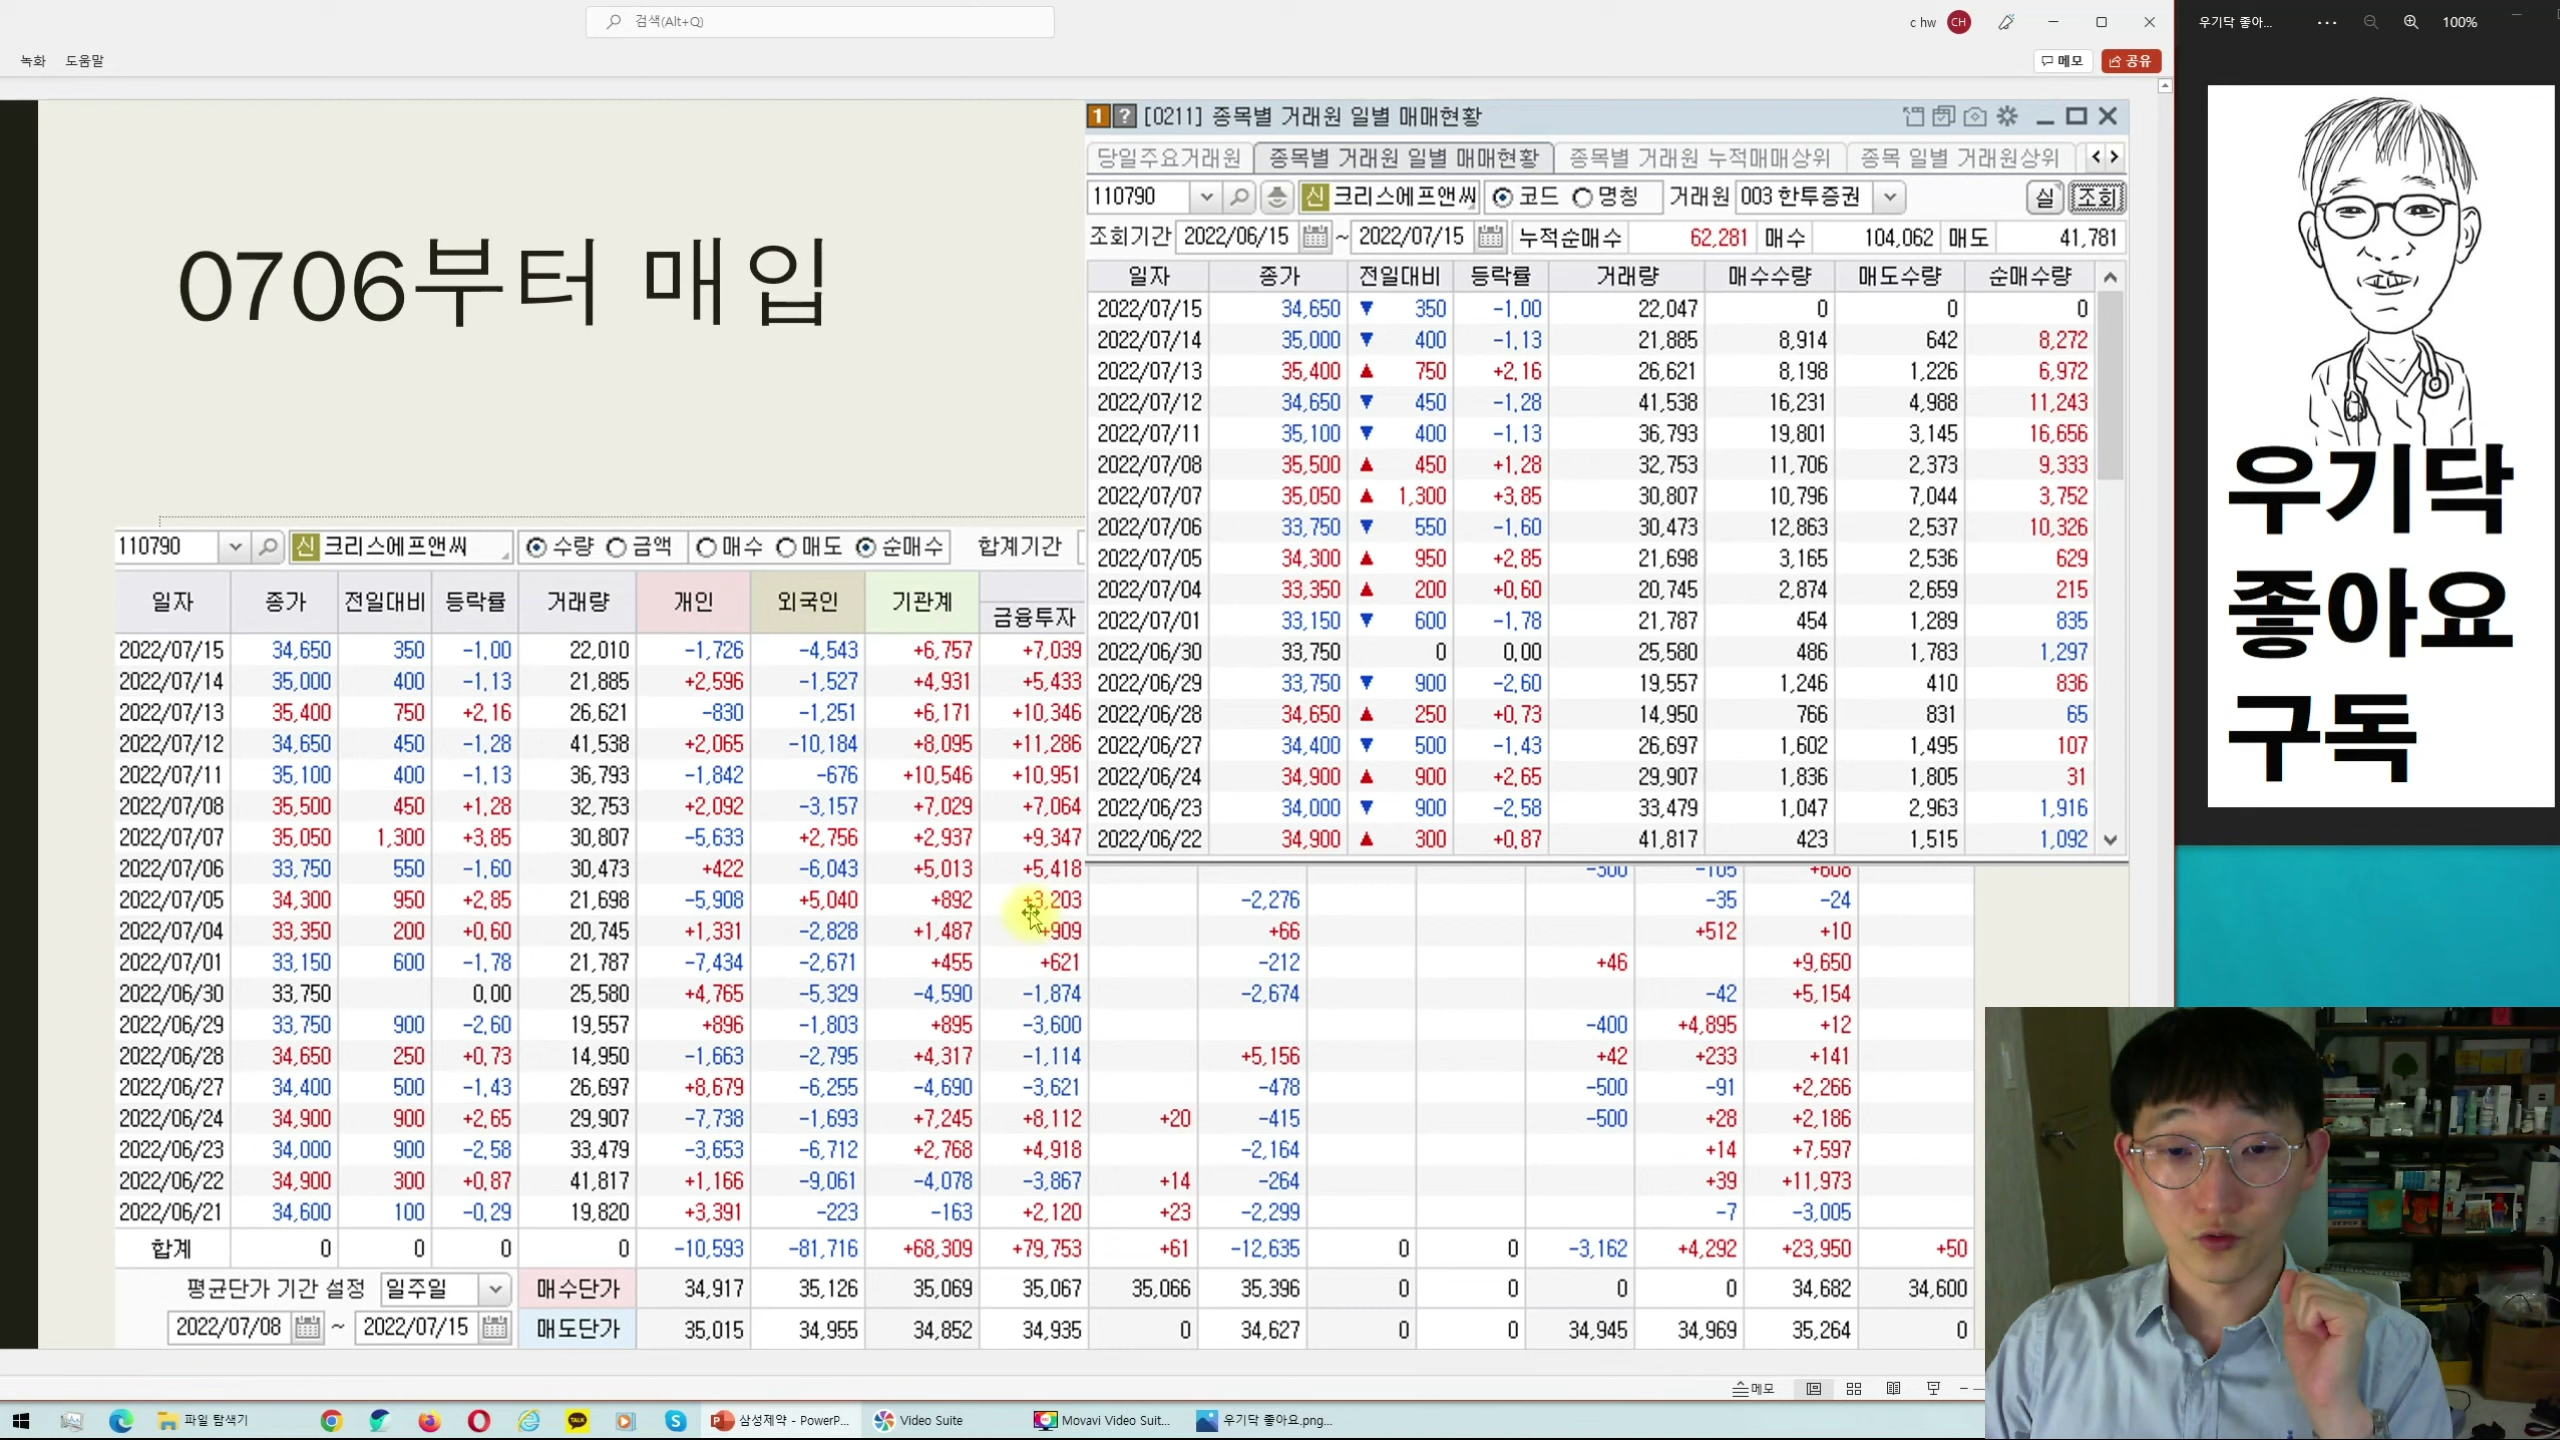 검색(Alt+Q)
c hw CH
우기닥 좋아... ... 100%
녹화 도움말
메모 공유
0706부터 매입
1 ? [0211] 종목별 거래원 일별 매매현황
당일주요거래원 종목별 거래원 일별 매매현황 종목별 거래원 누적매매상위 종목 일별 거래원상위
110790 신 크리스에프앤씨 코드 명칭 거래원 003 한투증권 실 조회
조회기간 2022/06/15 ~ 2022/07/15 누적순매수 62,281 매수 104,062 매도 41,781
일자 종가 전일대비 등락률 거래량 매수수량 매도수량 순매수량
2022/07/15 34,650 ▼ 350 -1.00 22,047 0 0 0
2022/07/14 35,000 ▼ 400 -1.13 21,885 8,914 642 8,272
2022/07/13 35,400 ▲ 750 +2.16 26,621 8,198 1,226 6,972
2022/07/12 34,650 ▼ 450 -1.28 41,538 16,231 4,988 11,243
2022/07/11 35,100 ▼ 400 -1.13 36,793 19,801 3,145 16,656
2022/07/08 35,500 ▲ 450 +1.28 32,753 11,706 2,373 9,333
2022/07/07 35,050 ▲ 1,300 +3.85 30,807 10,796 7,044 3,752
2022/07/06 33,750 ▼ 550 -1.60 30,473 12,863 2,537 10,326
2022/07/05 34,300 ▲ 950 +2.85 21,698 3,165 2,536 629
2022/07/04 33,350 ▲ 200 +0.60 20,745 2,874 2,659 215
2022/07/01 33,150 ▼ 600 -1.78 21,787 454 1,289 835
2022/06/30 33,750 0 0.00 25,580 486 1,783 1,297
2022/06/29 33,750 ▼ 900 -2.60 19,557 1,246 410 836
2022/06/28 34,650 ▲ 250 +0.73 14,950 766 831 65
2022/06/27 34,400 ▼ 500 -1.43 26,697 1,602 1,495 107
2022/06/24 34,900 ▲ 900 +2.65 29,907 1,836 1,805 31
2022/06/23 34,000 ▼ 900 -2.58 33,479 1,047 2,963 1,916
2022/06/22 34,900 ▲ 300 +0.87 41,817 423 1,515 1,092
110790 신 크리스에프앤씨 수량 금액 매수 매도 순매수 합계기간
일자 종가 전일대비 등락률 거래량 개인 외국인 기관계 금융투자
2022/07/15 34,650 350 -1.00 22,010 -1,726 -4,543 +6,757 +7,039
2022/07/14 35,000 400 -1.13 21,885 +2,596 -1,527 +4,931 +5,433
2022/07/13 35,400 750 +2.16 26,621 -830 -1,251 +6,171 +10,346
2022/07/12 34,650 450 -1.28 41,538 +2,065 -10,184 +8,095 +11,286
2022/07/11 35,100 400 -1.13 36,793 -1,842 -676 +10,546 +10,951
2022/07/08 35,500 450 +1.28 32,753 +2,092 -3,157 +7,029 +7,064
2022/07/07 35,050 1,300 +3.85 30,807 -5,633 +2,756 +2,937 +9,347
2022/07/06 33,750 550 -1.60 30,473 +422 -6,043 +5,013 +5,418 -300 -105 +608
2022/07/05 34,300 950 +2.85 21,698 -5,908 +5,040 +892 +3,203 -2,276 -35 -24
2022/07/04 33,350 200 +0.60 20,745 +1,331 -2,828 +1,487 +909 +66 +512 +10
2022/07/01 33,150 600 -1.78 21,787 -7,434 -2,671 +455 +621 -212 +46 +9,650
2022/06/30 33,750 0.00 25,580 +4,765 -5,329 -4,590 -1,874 -2,674 -42 +5,154
2022/06/29 33,750 900 -2.60 19,557 +896 -1,803 +895 -3,600 -400 +4,895 +12
2022/06/28 34,650 250 +0.73 14,950 -1,663 -2,795 +4,317 -1,114 +5,156 +42 +233 +141
2022/06/27 34,400 500 -1.43 26,697 +8,679 -6,255 -4,690 -3,621 -478 -500 -91 +2,266
2022/06/24 34,900 900 +2.65 29,907 -7,738 -1,693 +7,245 +8,112 +20 -415 -500 +28 +2,186
2022/06/23 34,000 900 -2.58 33,479 -3,653 -6,712 +2,768 +4,918 -2,164 +14 +7,597
2022/06/22 34,900 300 +0.87 41,817 +1,166 -9,061 -4,078 -3,867 +14 -264 +39 +11,973
2022/06/21 34,600 100 -0.29 19,820 +3,391 -223 -163 +2,120 +23 -2,299 -7 -3,005
합계 0 0 0 0 -10,593 -81,716 +68,309 +79,753 +61 -12,635 0 0 -3,162 +4,292 +23,950 +50
평균단가 기간 설정 일주일 매수단가 34,917 35,126 35,069 35,067 35,066 35,396 0 0 0 0 34,682 34,600
2022/07/08 ~ 2022/07/15 매도단가 35,015 34,955 34,852 34,935 0 34,627 0 0 34,945 34,969 35,264 0
우기닥
좋아요
구독
메모
파일 탐색기 TALK 삼성제약 - PowerP... Video Suite Movavi Video Suit... 우기닥 좋아요.png...